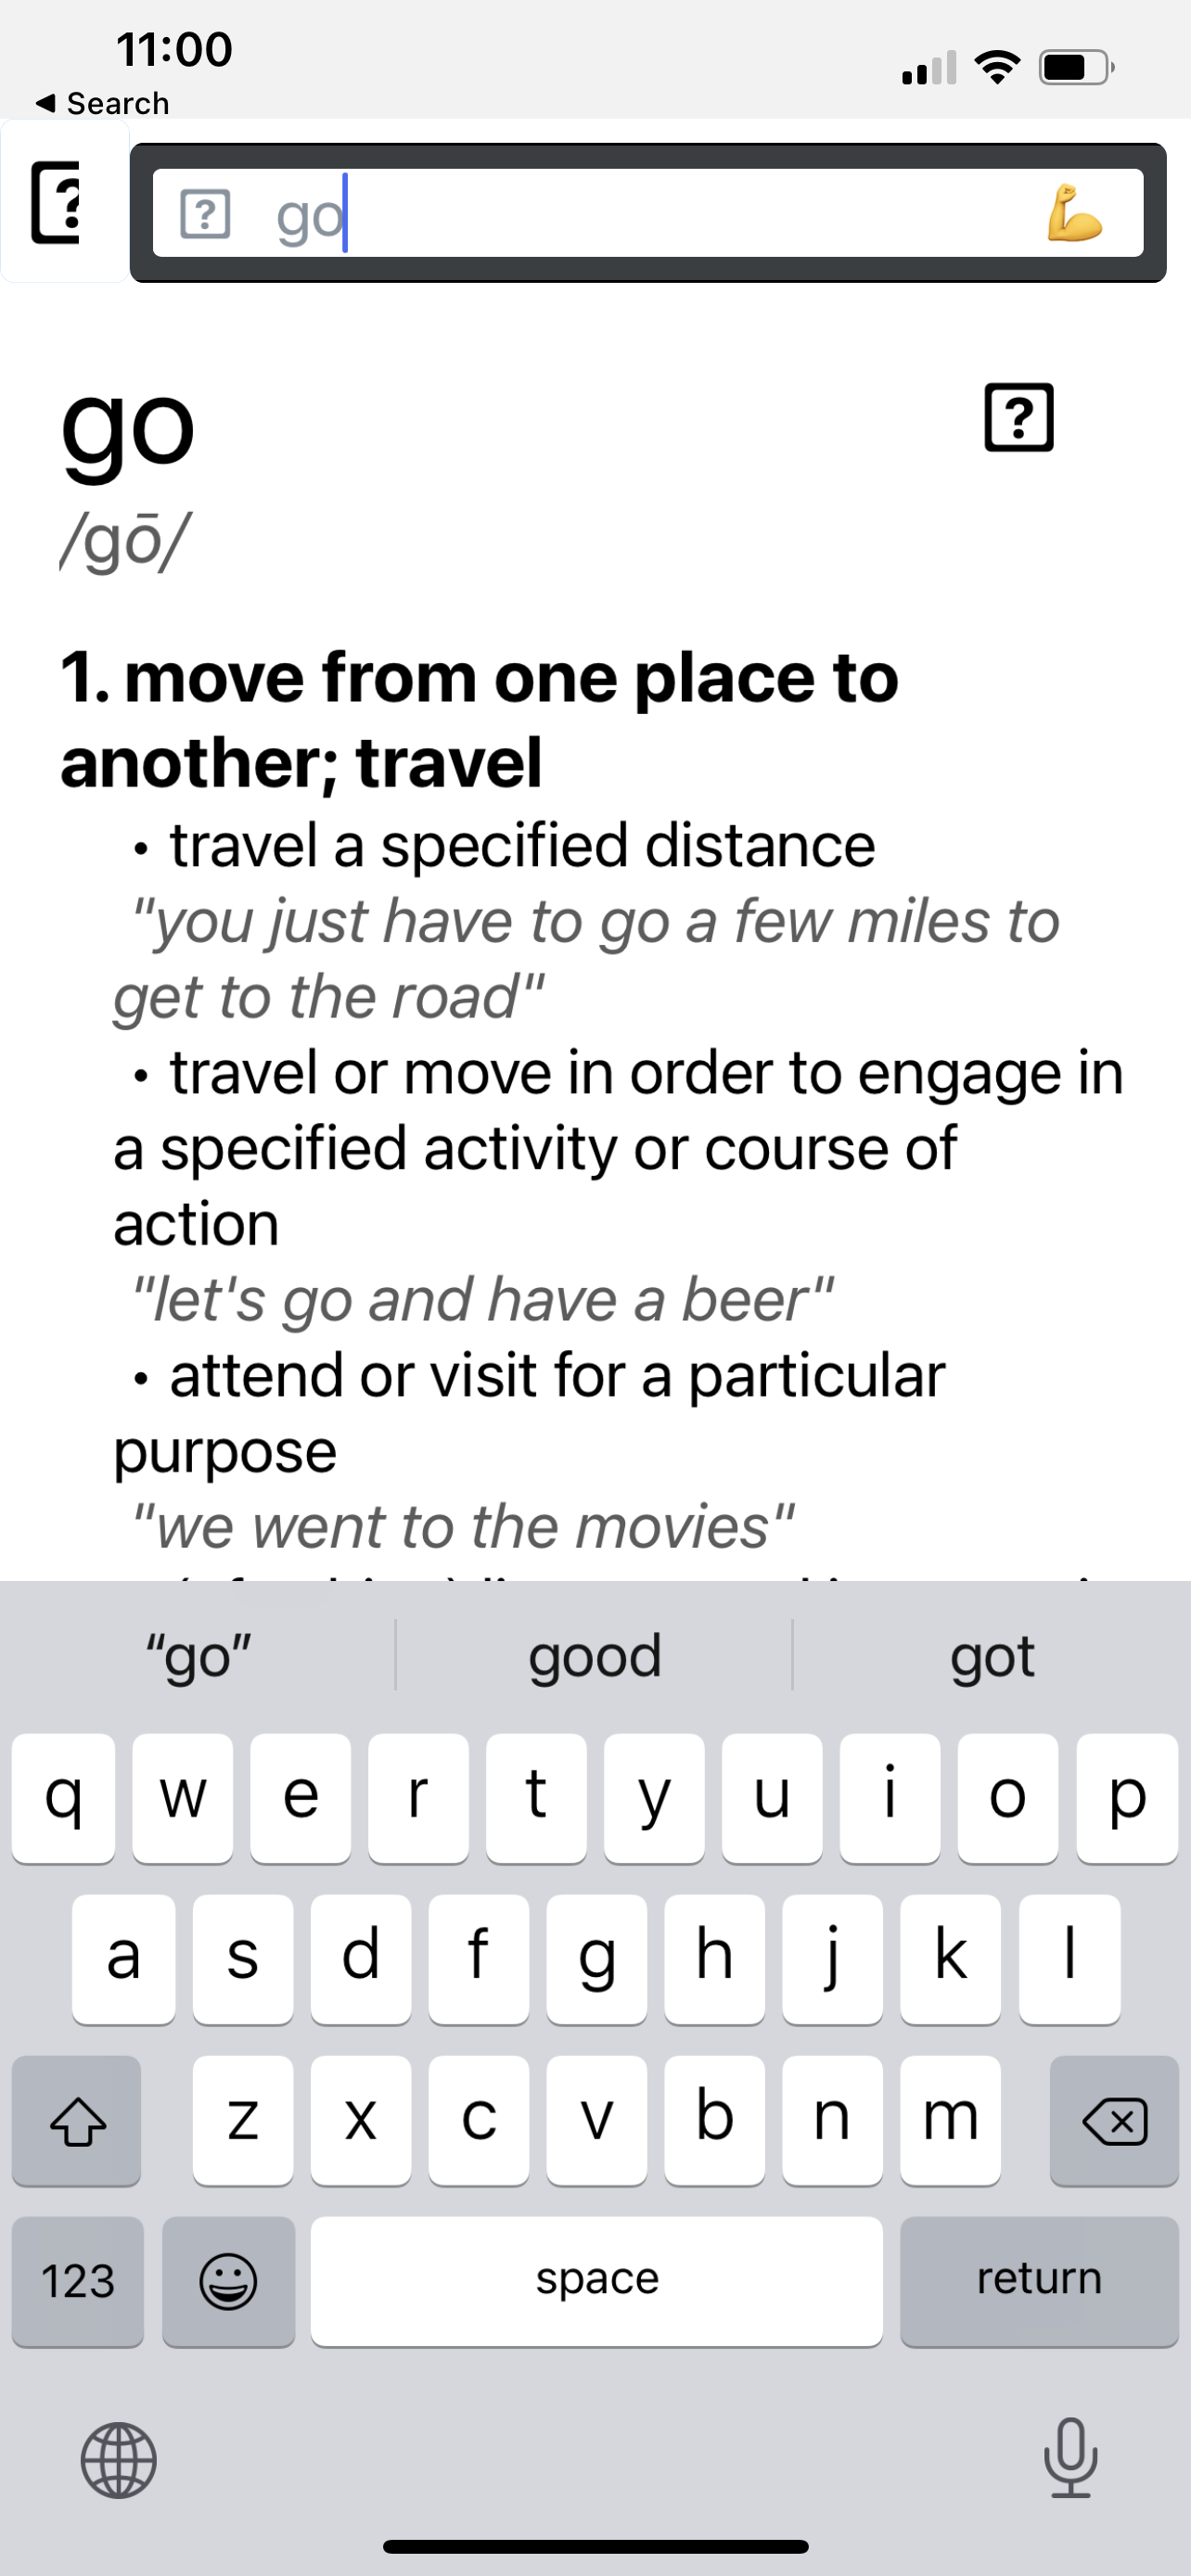 11:00
◀ Search
go 💪
go
/gō/
1. move from one place to
another; travel
• travel a specified distance
"you just have to go a few miles to
get to the road"
• travel or move in order to engage in
a specified activity or course of
action
"let's go and have a beer"
• attend or visit for a particular
purpose
"we went to the movies"
“go” good got
q w e r t y u i o p
a s d f g h j k l
z x c v b n m
123 space return